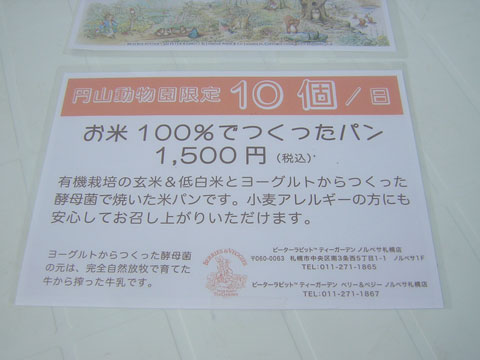 円山動物園限定 10個/日
お米100%でつくったパン
1,500円(税込)
有機栽培の玄米&低白米とヨーグルトからつくった
酵母菌で焼いた米パンです。小麦アレルギーの方にも
安心してお召し上がりいただけます。
ヨーグルトからつくった酵母菌
の元は、完全自然放牧で育てた
牛から搾った牛乳です。
ピーターラビット™ ティーガーデン ノルベサ札幌店
〒060-0063 札幌市中央区南3条西5丁目1-1 ノルベサ1F
TEL:011-271-1865
ピーターラビット™ ティーガーデン ベリー&ベジー ノルベサ札幌店
TEL:011-271-1867